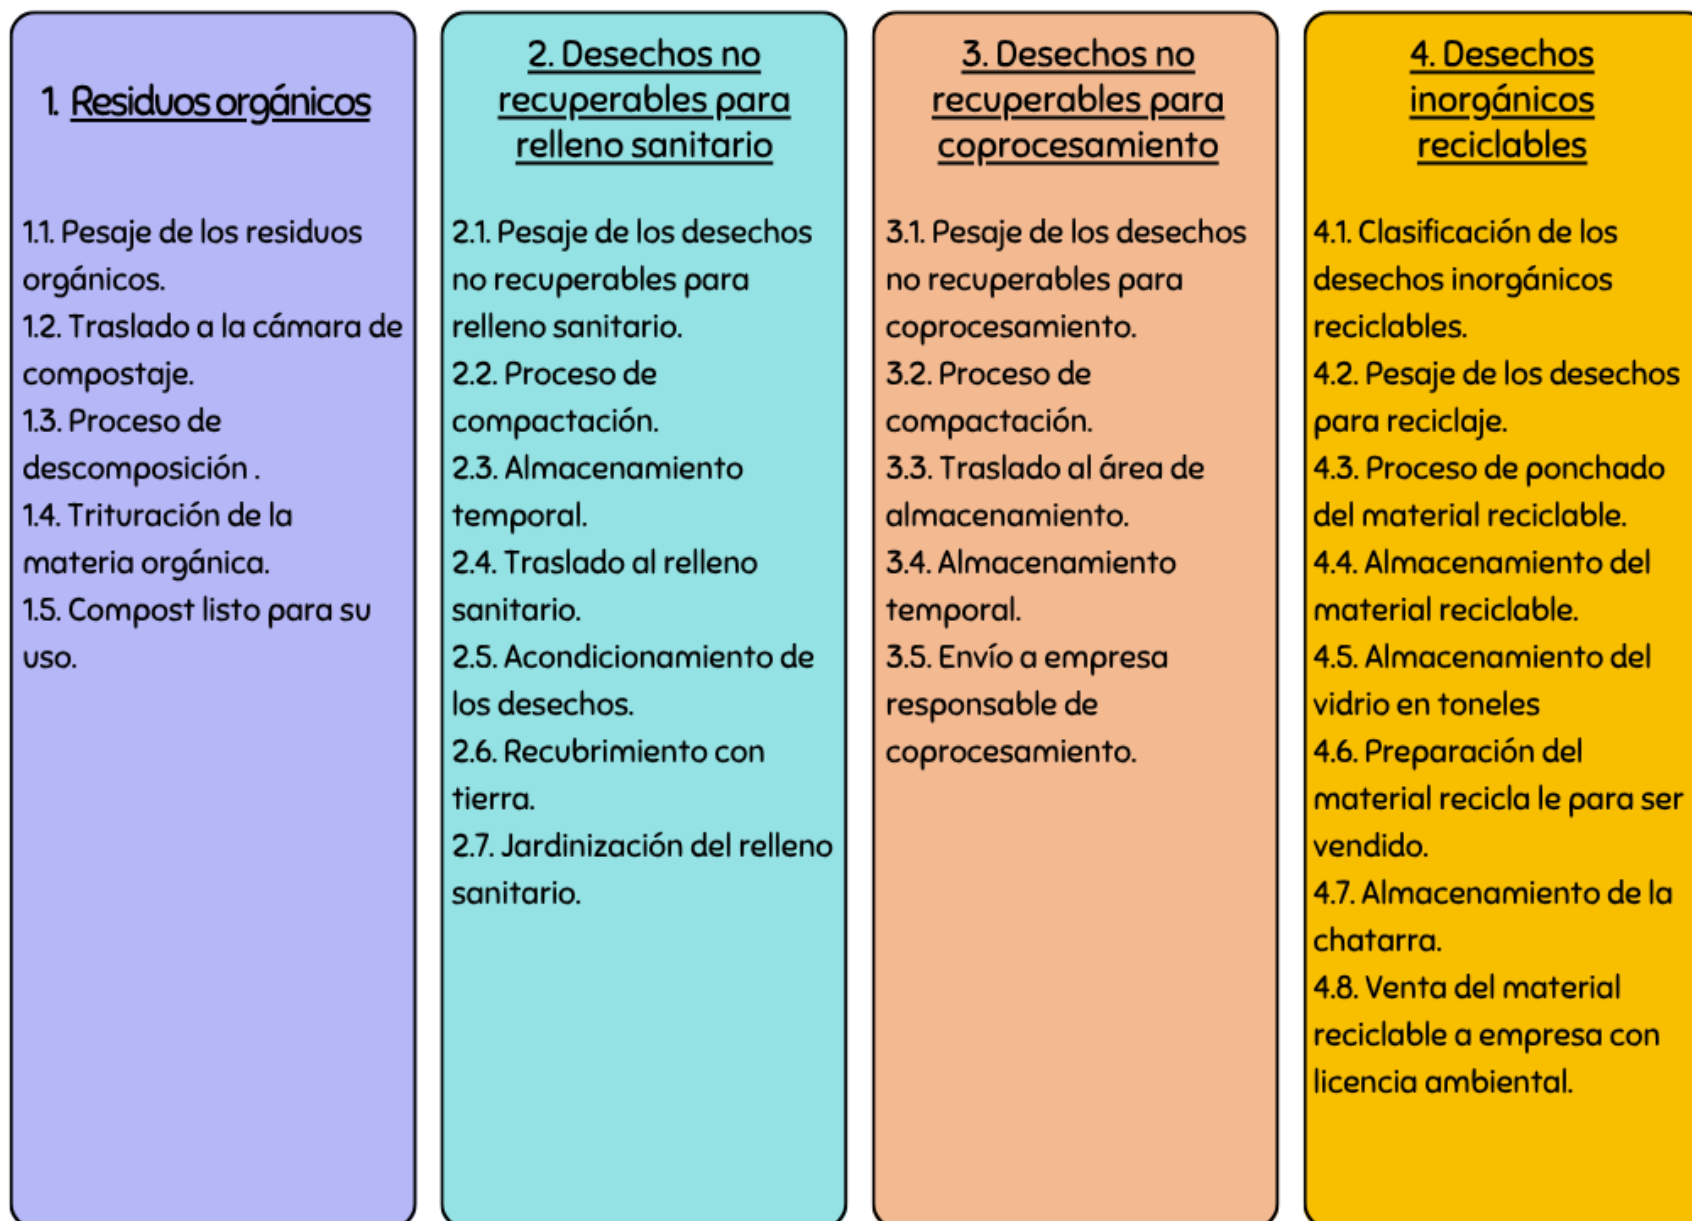 1. Residuos orgánicos
1.1. Pesaje de los residuos
orgánicos.
1.2. Traslado a la cámara de
compostaje.
1.3. Proceso de
descomposición .
1.4. Trituración de la
materia orgánica.
1.5. Compost listo para su
uso.
2. Desechos no
recuperables para
relleno sanitario
2.1. Pesaje de los desechos
no recuperables para
relleno sanitario.
2.2. Proceso de
compactación.
2.3. Almacenamiento
temporal.
2.4. Traslado al relleno
sanitario.
2.5. Acondicionamiento de
los desechos.
2.6. Recubrimiento con
tierra.
2.7. Jardinización del relleno
sanitario.
3. Desechos no
recuperables para
coprocesamiento
3.1. Pesaje de los desechos
no recuperables para
coprocesamiento.
3.2. Proceso de
compactación.
3.3. Traslado al área de
almacenamiento.
3.4. Almacenamiento
temporal.
3.5. Envío a empresa
responsable de
coprocesamiento.
4. Desechos
inorgánicos
reciclables
4.1. Clasificación de los
desechos inorgánicos
reciclables.
4.2. Pesaje de los desechos
para reciclaje.
4.3. Proceso de ponchado
del material reciclable.
4.4. Almacenamiento del
material reciclable.
4.5. Almacenamiento del
vidrio en toneles
4.6. Preparación del
material recicla le para ser
vendido.
4.7. Almacenamiento de la
chatarra.
4.8. Venta del material
reciclable a empresa con
licencia ambiental.